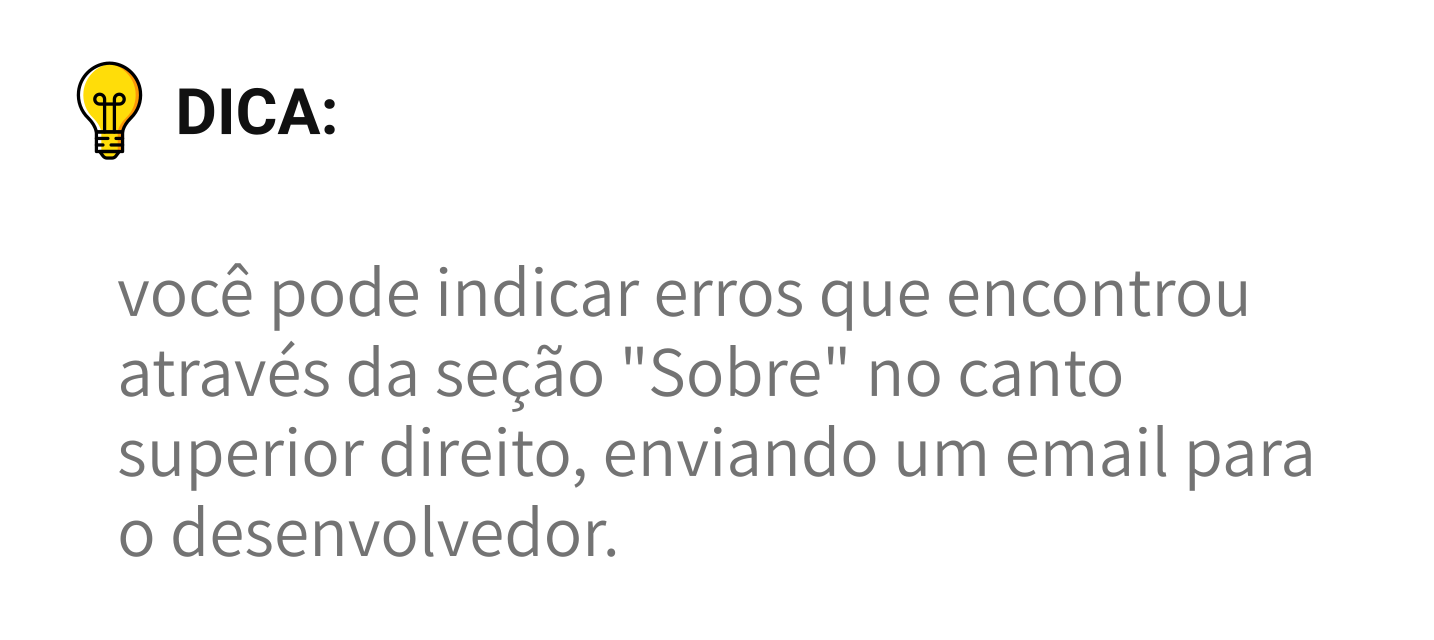 DICA:
você pode indicar erros que encontrou
através da seção "Sobre" no canto
superior direito, enviando um email para
o desenvolvedor.